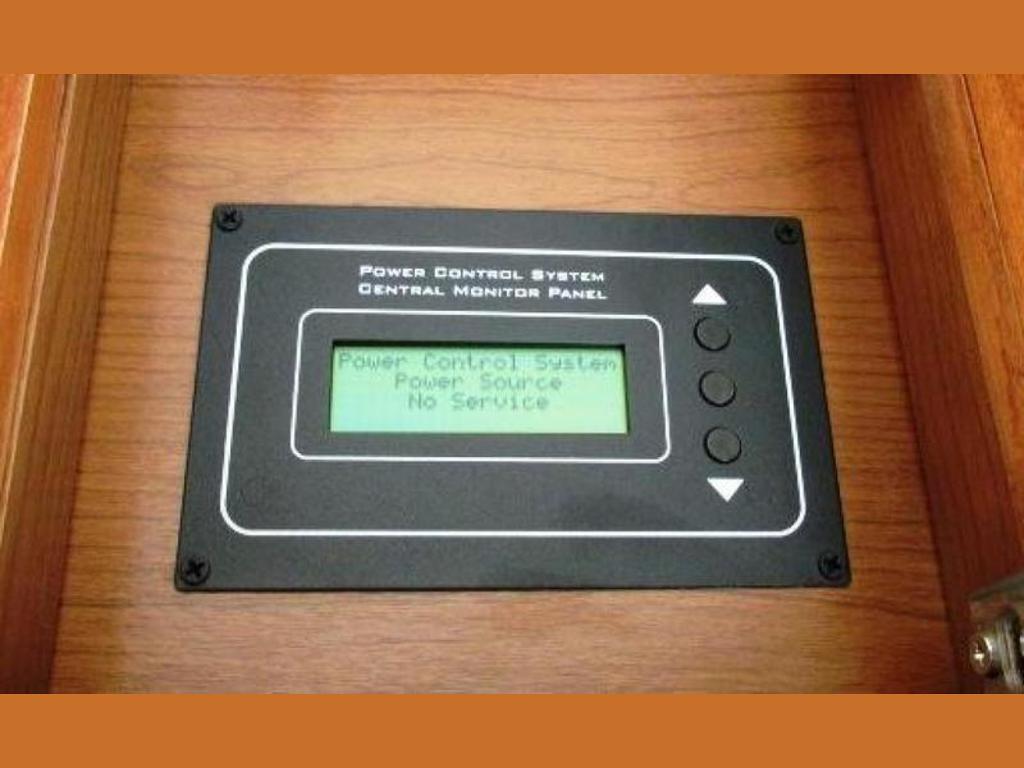 POWER CONTROL SYSTEM
CENTRAL MONITOR PANEL
Power Control System
Power Source
No Service